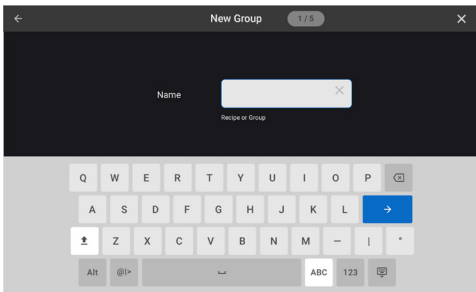 New Group 1 / 5
Name
Recipe or Group
Q W E R T Y U I O P
A S D F G H J K L
Z X C V B N M – | °
Alt @|> ABC 123